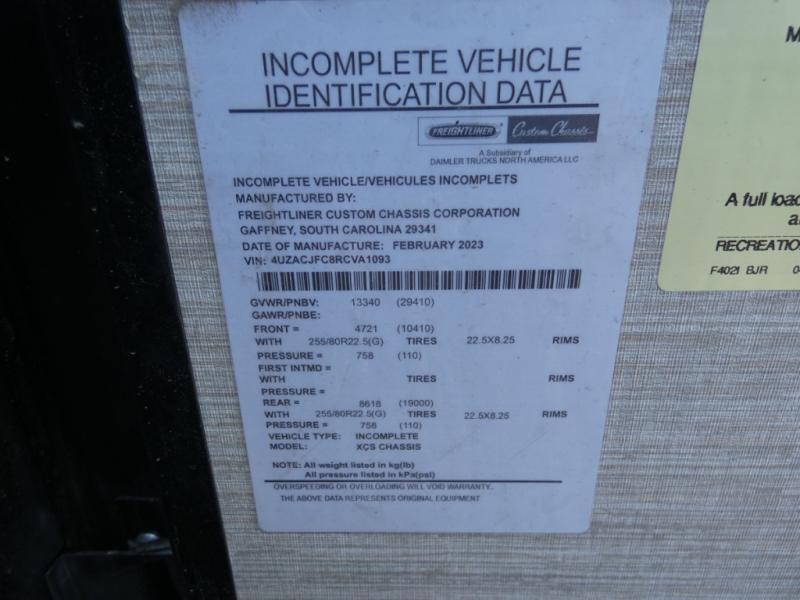 INCOMPLETE VEHICLE
IDENTIFICATION DATA
FREIGHTLINER Custom Chassis
A Subsidiary of
DAIMLER TRUCKS NORTH AMERICA LLC
INCOMPLETE VEHICLE/VEHICULES INCOMPLETS
MANUFACTURED BY:
FREIGHTLINER CUSTOM CHASSIS CORPORATION
GAFFNEY, SOUTH CAROLINA 29341
DATE OF MANUFACTURE: FEBRUARY 2023
VIN: 4UZACJFC8RCVA1093
GVWR/PNBV: 13340 (29410)
GAWR/PNBE:
FRONT = 4721 (10410)
WITH 255/80R22.5(G) TIRES 22.5X8.25 RIMS
PRESSURE = 758 (110)
FIRST INTMD =
WITH TIRES RIMS
PRESSURE =
REAR = 8618 (19000)
WITH 255/80R22.5(G) TIRES 22.5X8.25 RIMS
PRESSURE = 758 (110)
VEHICLE TYPE: INCOMPLETE
MODEL: XCS CHASSIS
NOTE: All weight listed in kg(lb)
All pressure listed in kPa(psi)
OVERSPEEDING OR OVERLOADING WILL VOID WARRANTY.
THE ABOVE DATA REPRESENTS ORIGINAL EQUIPMENT
M
A full load
a
RECREATIO
F4021 BJR 0